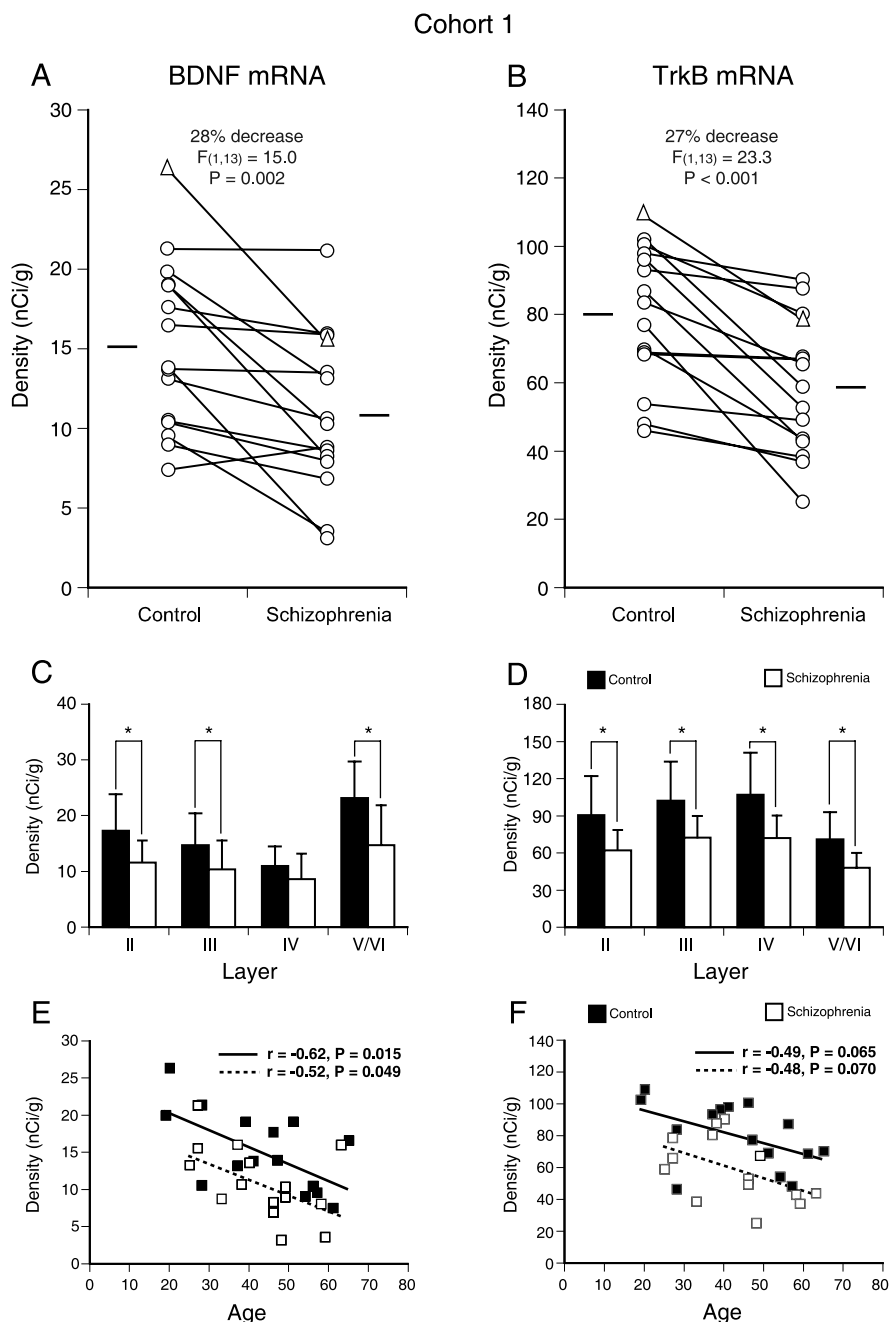 Cohort 1
A
BDNF mRNA
28% decrease
F(1,13) = 15.0
P = 0.002
Density (nCi/g)
30
25
20
15
10
5
0
Control
Schizophrenia
B
TrkB mRNA
27% decrease
F(1,13) = 23.3
P < 0.001
Density (nCi/g)
140
120
100
80
60
40
20
0
Control
Schizophrenia
C
Density (nCi/g)
40
30
20
10
0
*
*
*
II
III
IV
V/VI
Layer
D
Control
Schizophrenia
Density (nCi/g)
180
150
120
90
60
30
0
*
*
*
*
II
III
IV
V/VI
Layer
E
r = -0.62, P = 0.015
r = -0.52, P = 0.049
Density (nCi/g)
30
25
20
15
10
5
0
0
10
20
30
40
50
60
70
80
Age
F
Control
Schizophrenia
r = -0.49, P = 0.065
r = -0.48, P = 0.070
Density (nCi/g)
140
120
100
80
60
40
20
0
0
10
20
30
40
50
60
70
80
Age